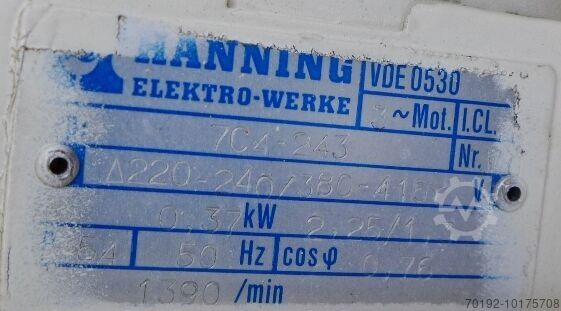 HANNING VDE 0530
ELEKTRO-WERKE 3~Mot. I.CL.
7C4-243 Nr.
Δ220-240/380-415 V
0,37 kW 2,25/1,
54 50 Hz cosφ 0,76
1390 /min
70192-10175708